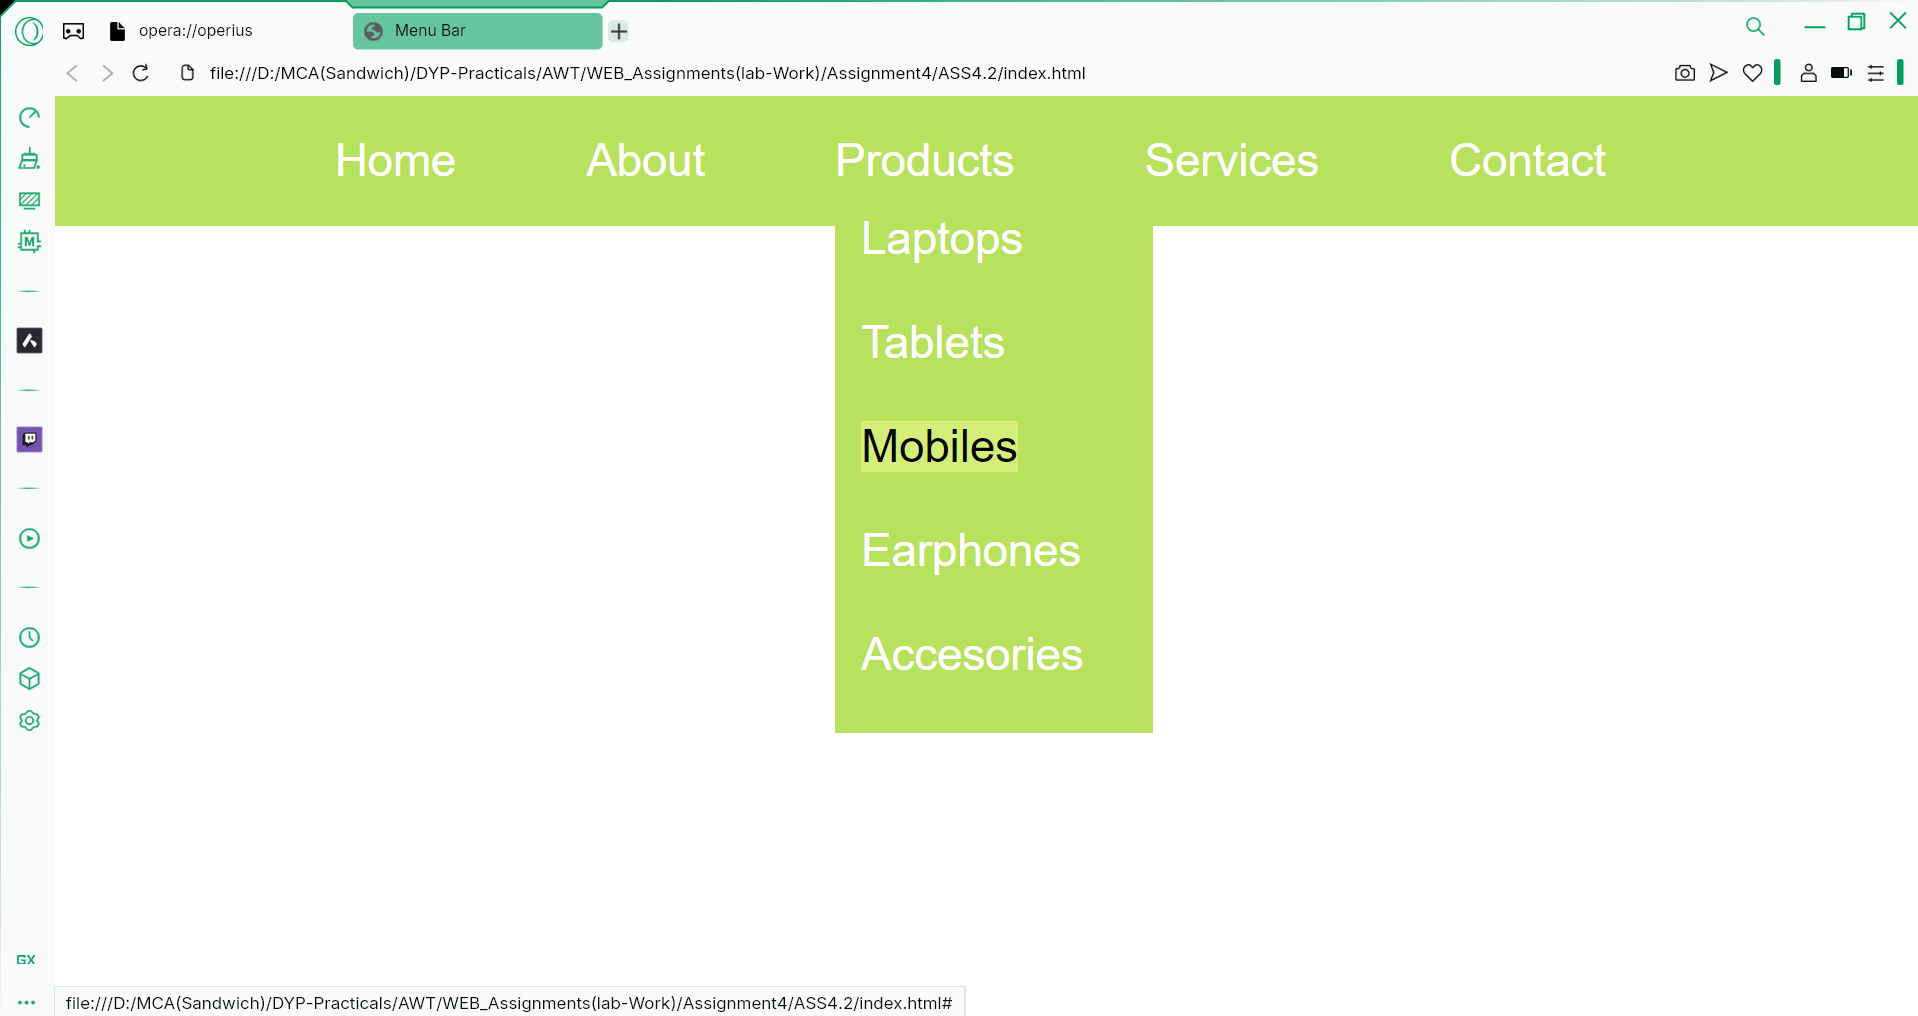 opera://operius
Menu Bar
file:///D:/MCA(Sandwich)/DYP-Practicals/AWT/WEB_Assignments(lab-Work)/Assignment4/ASS4.2/index.html
Home About Products Services Contact
Laptops
Tablets
Mobiles
Earphones
Accesories
M
GX
file:///D:/MCA(Sandwich)/DYP-Practicals/AWT/WEB_Assignments(lab-Work)/Assignment4/ASS4.2/index.html#